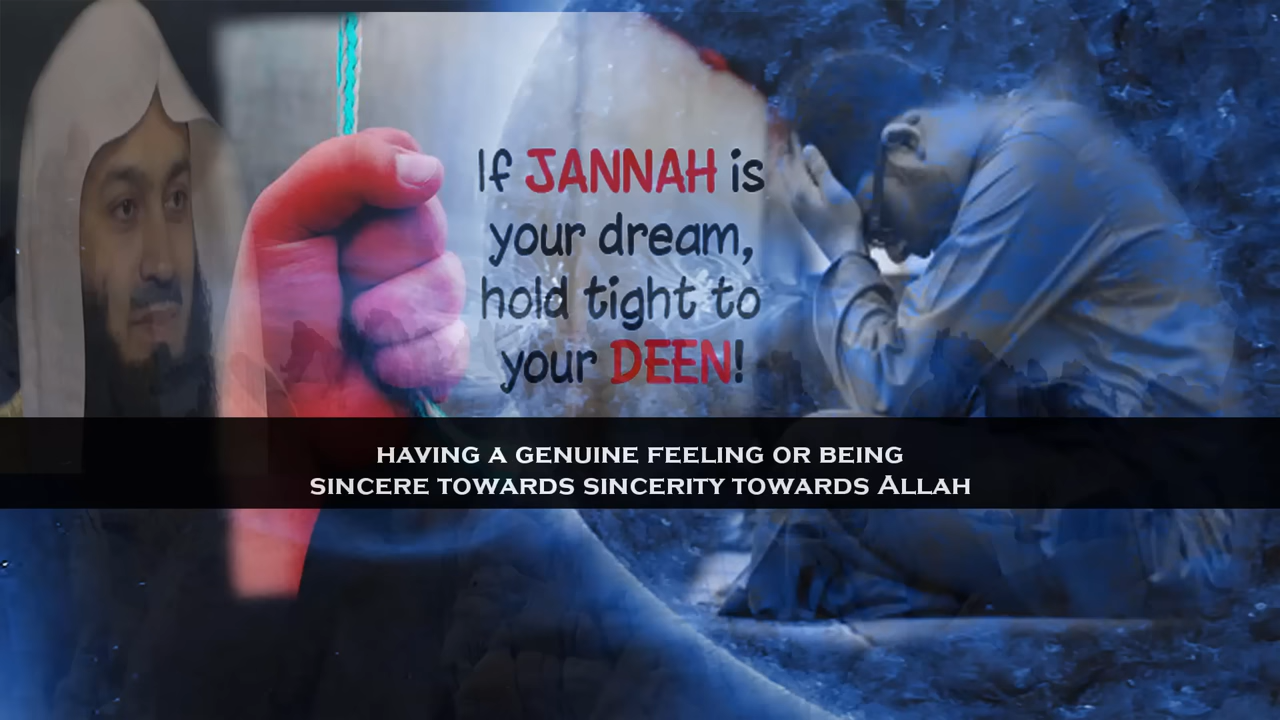 If JANNAH is
your dream,
hold tight to
your DEEN!
HAVING A GENUINE FEELING OR BEING
SINCERE TOWARDS SINCERITY TOWARDS ALLAH